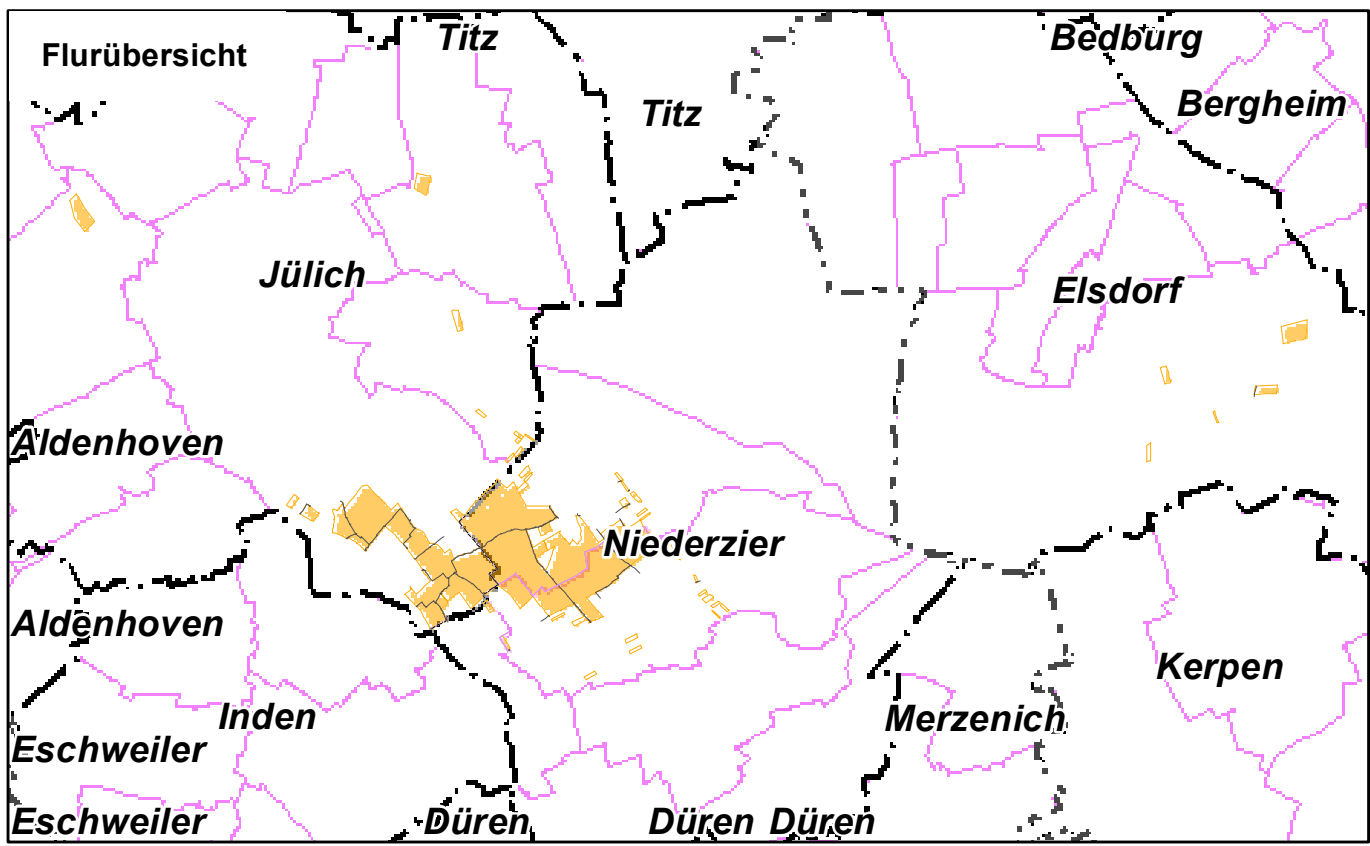 Flurübersicht
Titz
Bedburg
Bergheim
Titz
Jülich
Elsdorf
Aldenhoven
Niederzier
Aldenhoven
Kerpen
Inden
Merzenich
Eschweiler
Eschweiler
Düren
Düren
Düren